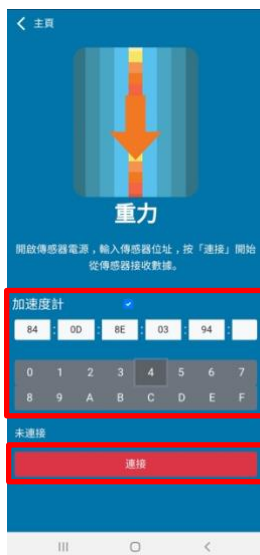 主頁
重力
開啟傳感器電源，輸入傳感器位址，按「連接」開始
從傳感器接收數據。
加速度計
84 : 0D : 8E : 03 : 94 :
0 1 2 3 4 5 6 7
8 9 A B C D E F
未連接
連接